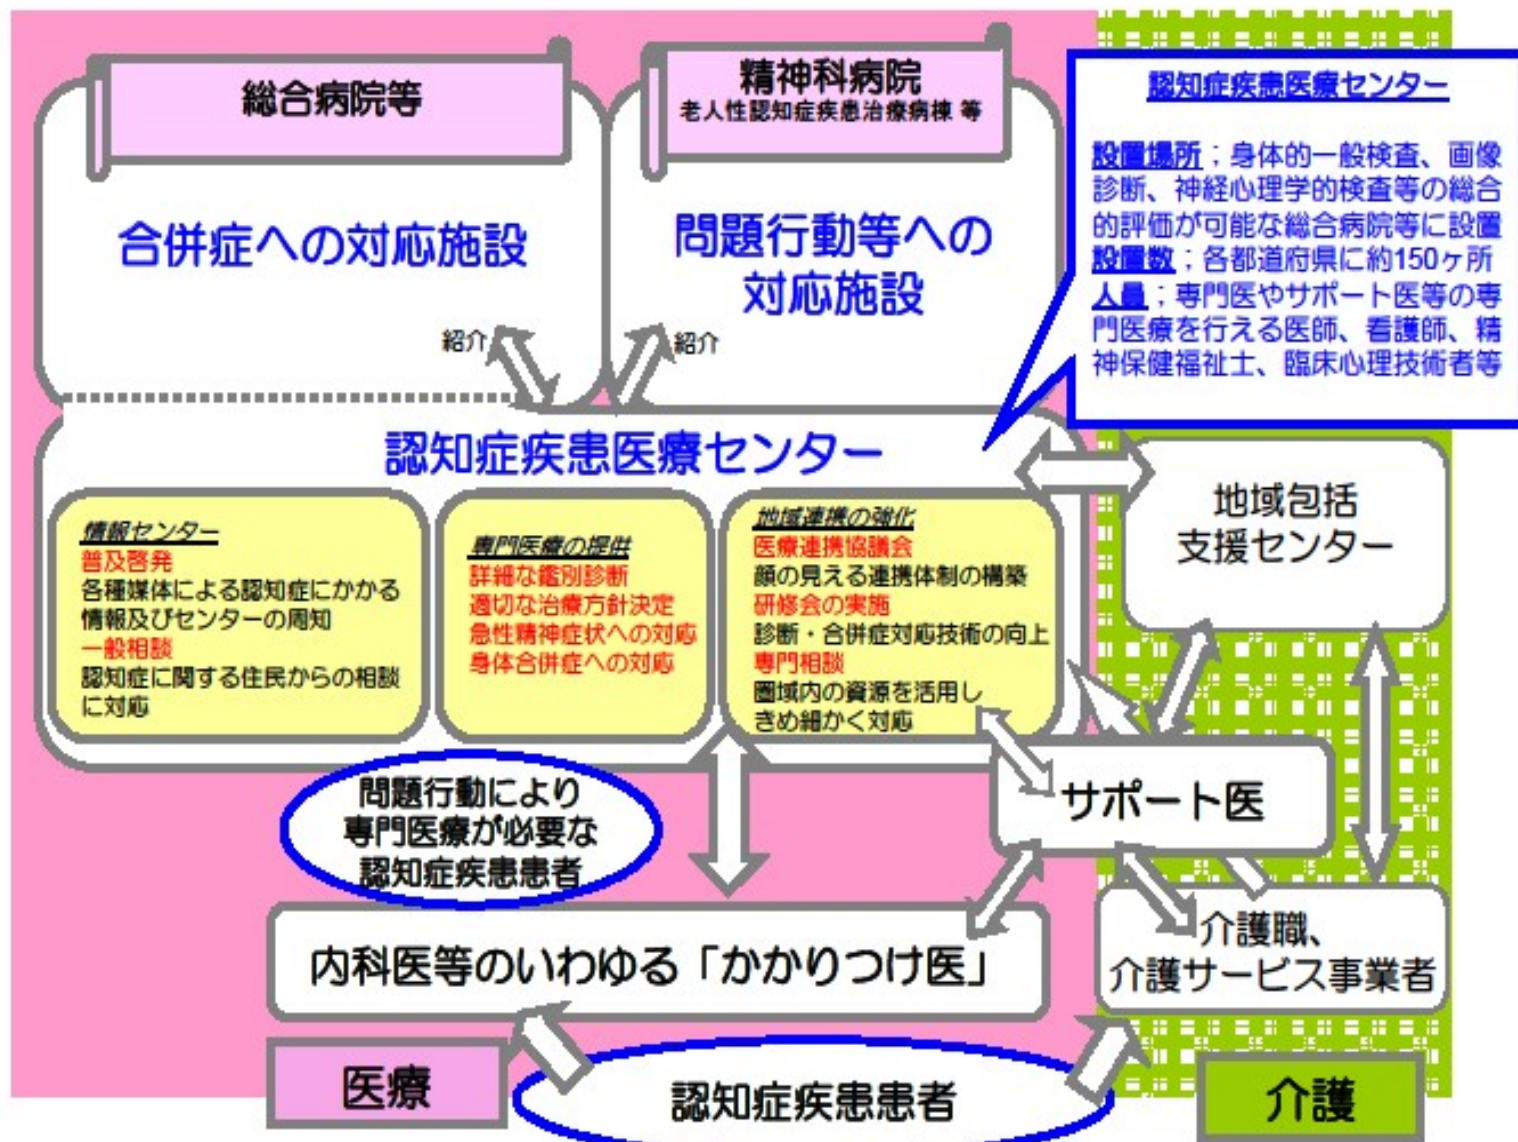 総合病院等
精神科病院
老人性認知症疾患治療病棟 等
合併症への対応施設
問題行動等への
対応施設
紹介
紹介
認知症疾患医療センター
設置場所；身体的一般検査、画像
診断、神経心理学的検査等の総合
的評価が可能な総合病院等に設置
設置数；各都道府県に約150ヶ所
人員；専門医やサポート医等の専
門医療を行える医師、看護師、精
神保健福祉士、臨床心理技術者等
認知症疾患医療センター
情報センター
普及啓発
各種媒体による認知症にかかる
情報及びセンターの周知
一般相談
認知症に関する住民からの相談
に対応
専門医療の提供
詳細な鑑別診断
適切な治療方針決定
急性精神症状への対応
身体合併症への対応
地域連携の強化
医療連携協議会
顔の見える連携体制の構築
研修会の実施
診断・合併症対応技術の向上
専門相談
圏域内の資源を活用し
きめ細かく対応
地域包括
支援センター
問題行動により
専門医療が必要な
認知症疾患患者
サポート医
内科医等のいわゆる「かかりつけ医」
介護職、
介護サービス事業者
医療
認知症疾患患者
介護